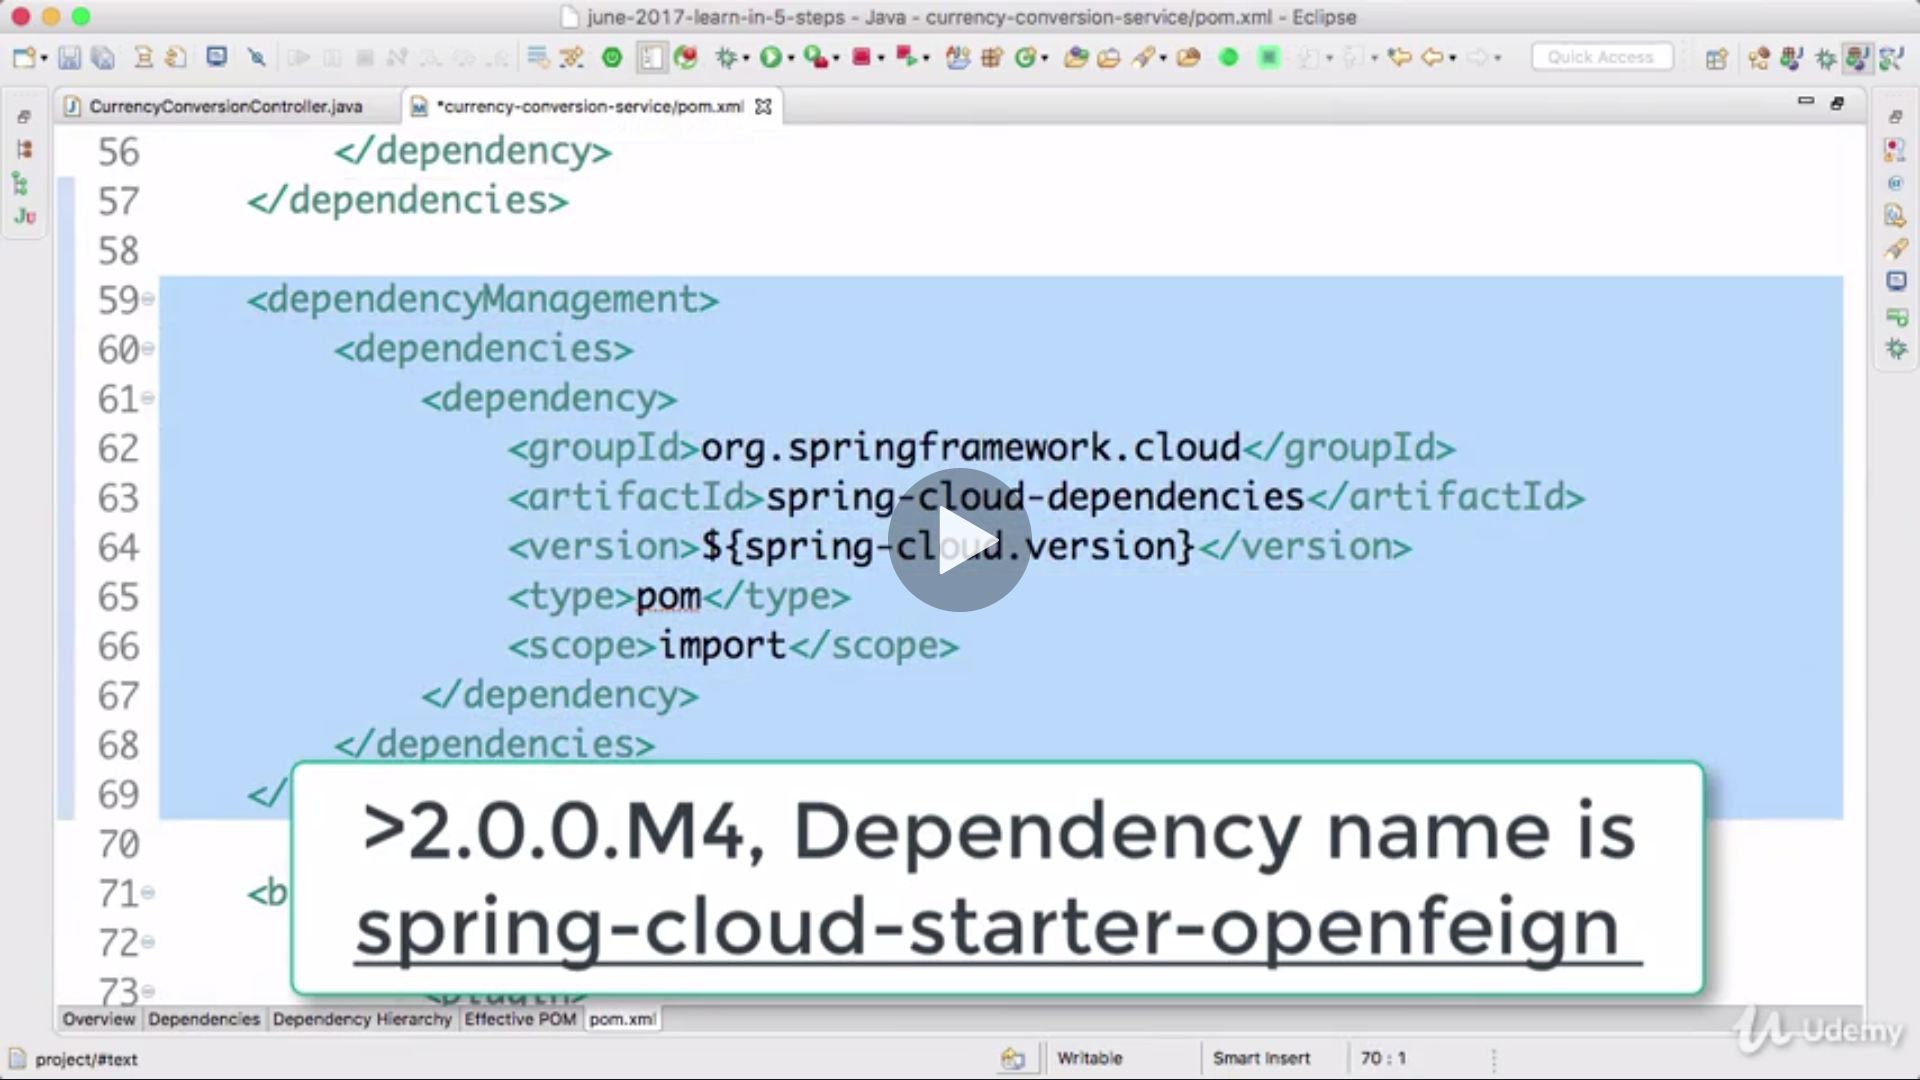 june-2017-learn-in-5-steps - Java - currency-conversion-service/pom.xml - Eclipse
Quick Access
CurrencyConversionController.java
*currency-conversion-service/pom.xml
Ju
56 </dependency>
57 </dependencies>
58
59 <dependencyManagement>
60 <dependencies>
61 <dependency>
62 <groupId>org.springframework.cloud</groupId>
63 <artifactId>spring-cloud-dependencies</artifactId>
64 <version>${spring-cloud.version}</version>
65 <type>pom</type>
66 <scope>import</scope>
67 </dependency>
68 </dependencies>
69 </
70
71 <b
72
73 <plugin>
>2.0.0.M4, Dependency name is
spring-cloud-starter-openfeign
Overview Dependencies Dependency Hierarchy Effective POM pom.xml
Udemy
project/#text Writable Smart Insert 70 : 1